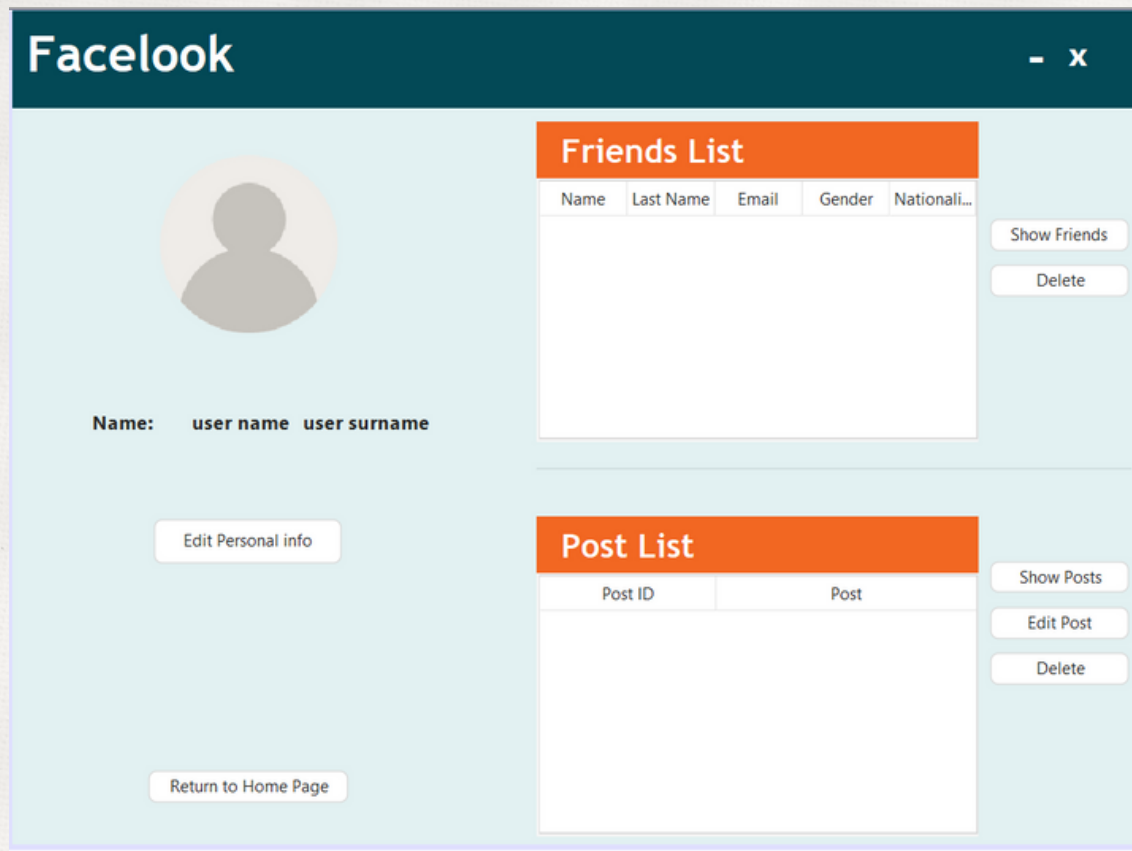 Facelook
- x
Friends List
Name Last Name Email Gender Nationali...
Show Friends
Delete
Name: user name user surname
Edit Personal info
Post List
Post ID Post
Show Posts
Edit Post
Delete
Return to Home Page